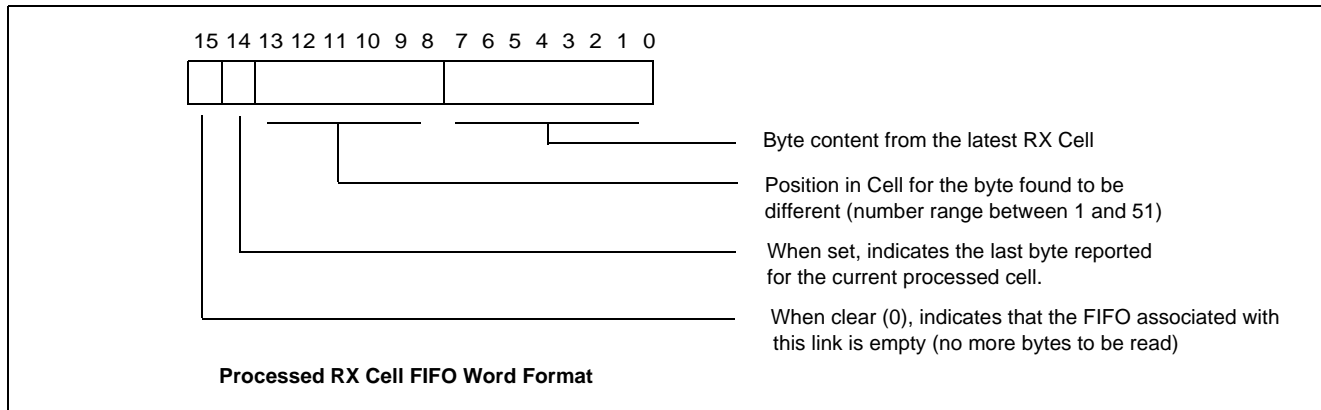 15 14 13 12 11 10 9 8 7 6 5 4 3 2 1 0
Byte content from the latest RX Cell
Position in Cell for the byte found to be
different (number range between 1 and 51)
When set, indicates the last byte reported
for the current processed cell.
When clear (0), indicates that the FIFO associated with
this link is empty (no more bytes to be read)
Processed RX Cell FIFO Word Format